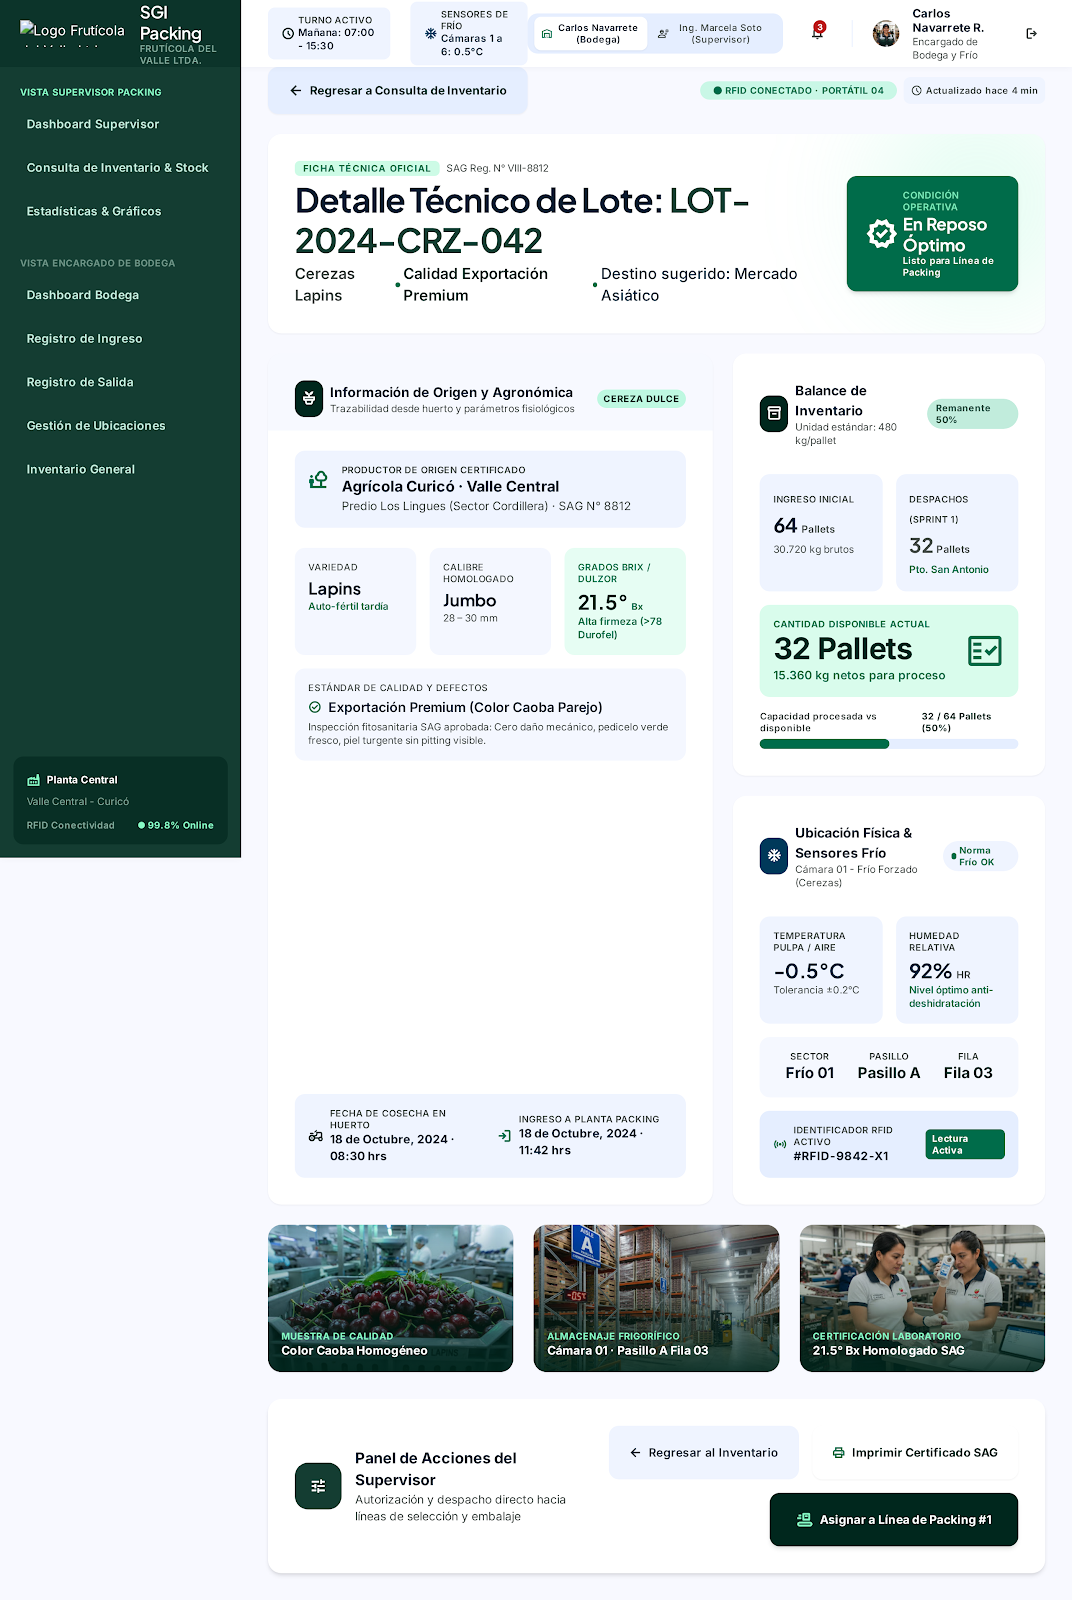 Logo Frutícola
SGI
Packing
FRUTÍCOLA DEL
VALLE LTDA.
VISTA SUPERVISOR PACKING
Dashboard Supervisor
Consulta de Inventario & Stock
Estadísticas & Gráficos
VISTA ENCARGADO DE BODEGA
Dashboard Bodega
Registro de Ingreso
Registro de Salida
Gestión de Ubicaciones
Inventario General
Planta Central
Valle Central - Curicó
RFID Conectividad
99.8% Online
TURNO ACTIVO
Mañana: 07:00
- 15:30
SENSORES DE
FRÍO
Cámaras 1 a
6: 0.5°C
Carlos Navarrete
(Bodega)
Ing. Marcela Soto
(Supervisor)
3
Carlos
Navarrete R.
Encargado de
Bodega y Frío
Regresar a Consulta de Inventario
RFID CONECTADO · PORTÁTIL 04
Actualizado hace 4 min
FICHA TÉCNICA OFICIAL
SAG Reg. N° VIII-8812
Detalle Técnico de Lote: LOT-
2024-CRZ-042
Cerezas
Lapins
Calidad Exportación
Premium
Destino sugerido: Mercado
Asiático
CONDICIÓN
OPERATIVA
En Reposo
Óptimo
Listo para Línea de
Packing
Información de Origen y Agronómica
Trazabilidad desde huerto y parámetros fisiológicos
CEREZA DULCE
PRODUCTOR DE ORIGEN CERTIFICADO
Agrícola Curicó · Valle Central
Predio Los Lingues (Sector Cordillera) · SAG N° 8812
VARIEDAD
Lapins
Auto-fértil tardía
CALIBRE
HOMOLOGADO
Jumbo
28 – 30 mm
GRADOS BRIX /
DULZOR
21.5° Bx
Alta firmeza (>78
Durofel)
ESTÁNDAR DE CALIDAD Y DEFECTOS
Exportación Premium (Color Caoba Parejo)
Inspección fitosanitaria SAG aprobada: Cero daño mecánico, pedicelo verde
fresco, piel turgente sin pitting visible.
FECHA DE COSECHA EN
HUERTO
18 de Octubre, 2024 ·
08:30 hrs
INGRESO A PLANTA PACKING
18 de Octubre, 2024 ·
11:42 hrs
Balance de
Inventario
Unidad estándar: 480
kg/pallet
Remanente
50%
INGRESO INICIAL
64 Pallets
30.720 kg brutos
DESPACHOS
(SPRINT 1)
32 Pallets
Pto. San Antonio
CANTIDAD DISPONIBLE ACTUAL
32 Pallets
15.360 kg netos para proceso
Capacidad procesada vs
disponible
32 / 64 Pallets
(50%)
Ubicación Física &
Sensores Frío
Cámara 01 - Frío Forzado
(Cerezas)
Norma
Frío OK
TEMPERATURA
PULPA / AIRE
-0.5°C
Tolerancia ±0.2°C
HUMEDAD
RELATIVA
92% HR
Nivel óptimo anti-
deshidratación
SECTOR
Frío 01
PASILLO
Pasillo A
FILA
Fila 03
IDENTIFICADOR RFID
ACTIVO
#RFID-9842-X1
Lectura
Activa
MUESTRA DE CALIDAD
Color Caoba Homogéneo
A
-0.5°C
ALMACENAJE FRIGORÍFICO
Cámara 01 · Pasillo A Fila 03
CERTIFICACIÓN LABORATORIO
21.5° Bx Homologado SAG
Panel de Acciones del
Supervisor
Autorización y despacho directo hacia
líneas de selección y embalaje
Regresar al Inventario
Imprimir Certificado SAG
Asignar a Línea de Packing #1